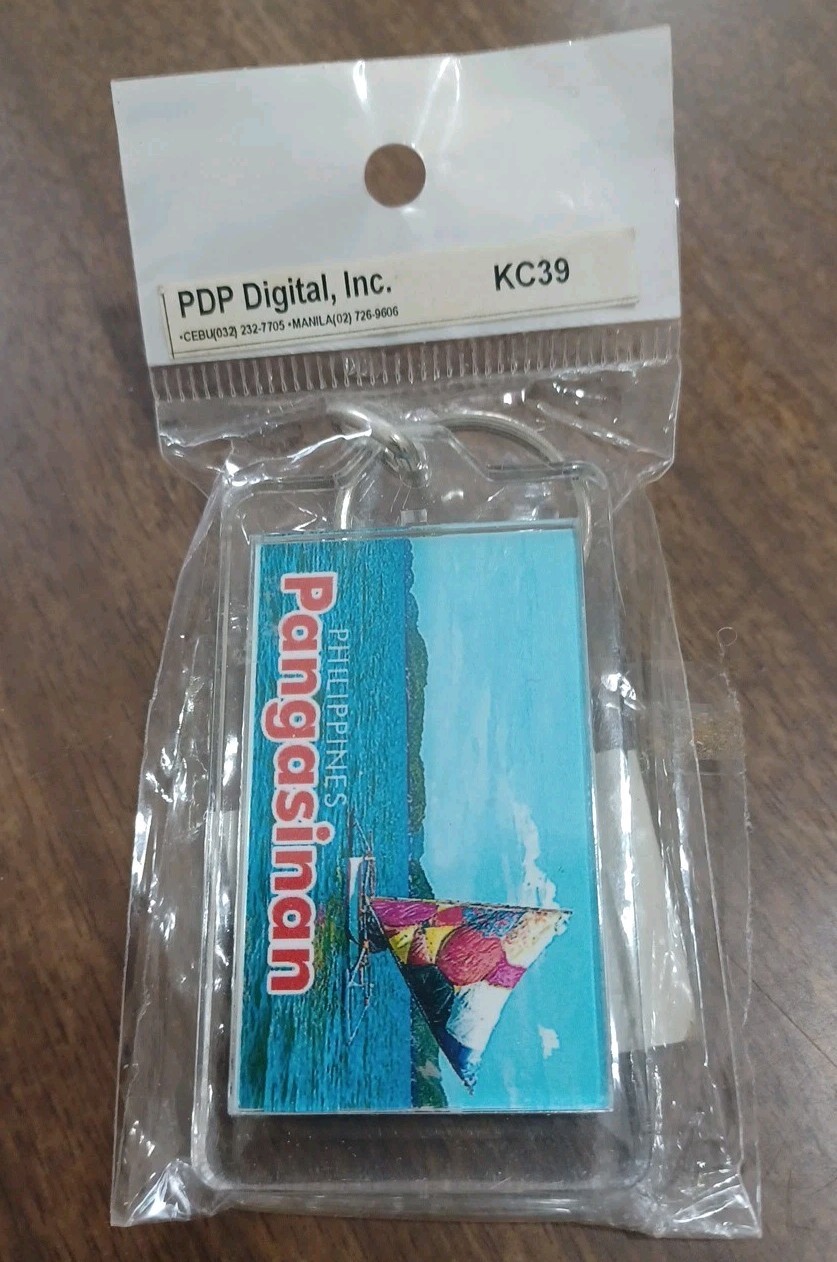 PDP Digital, Inc. KC39
•CEBU(032) 232-7705 •MANILA(02) 726-9606
PHILIPPINES
Pangasinan